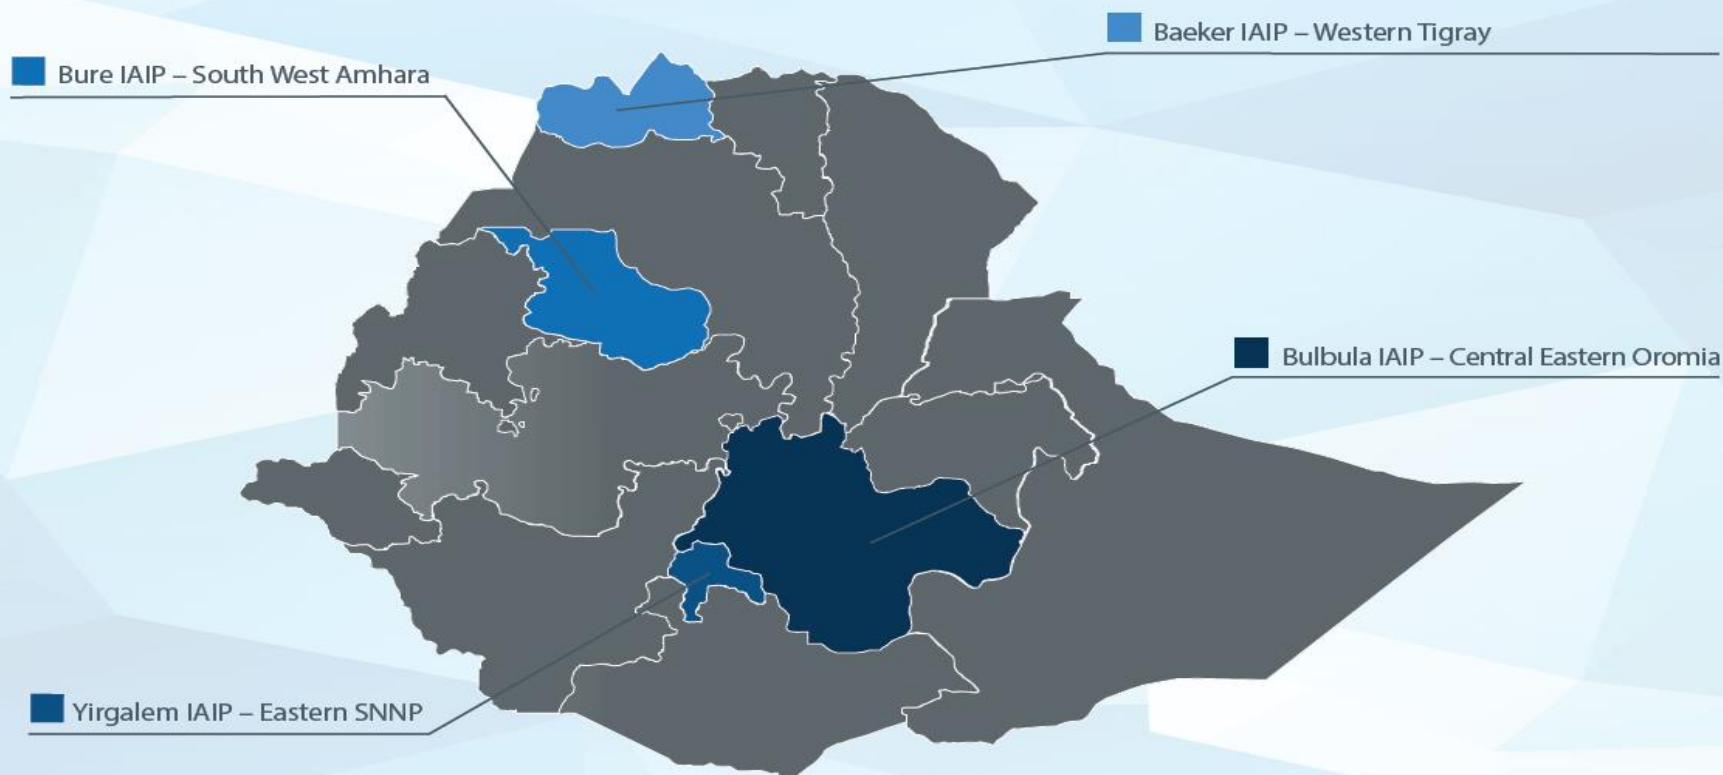 Baeker IAIP – Western Tigray
Bure IAIP – South West Amhara
Bulbula IAIP – Central Eastern Oromia
Yirgalem IAIP – Eastern SNNP